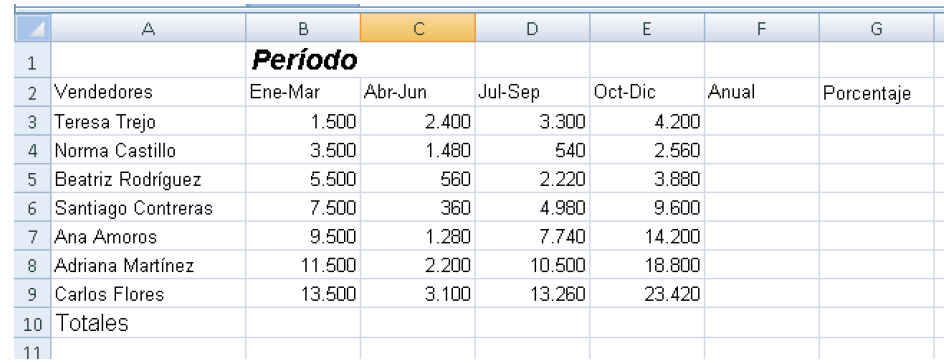 A B C D E F G
1 Período
2 Vendedores Ene-Mar Abr-Jun Jul-Sep Oct-Dic Anual Porcentaje
3 Teresa Trejo 1.500 2.400 3.300 4.200
4 Norma Castillo 3.500 1.480 540 2.560
5 Beatriz Rodríguez 5.500 560 2.220 3.880
6 Santiago Contreras 7.500 360 4.980 9.600
7 Ana Amoros 9.500 1.280 7.740 14.200
8 Adriana Martínez 11.500 2.200 10.500 18.800
9 Carlos Flores 13.500 3.100 13.260 23.420
10 Totales
11